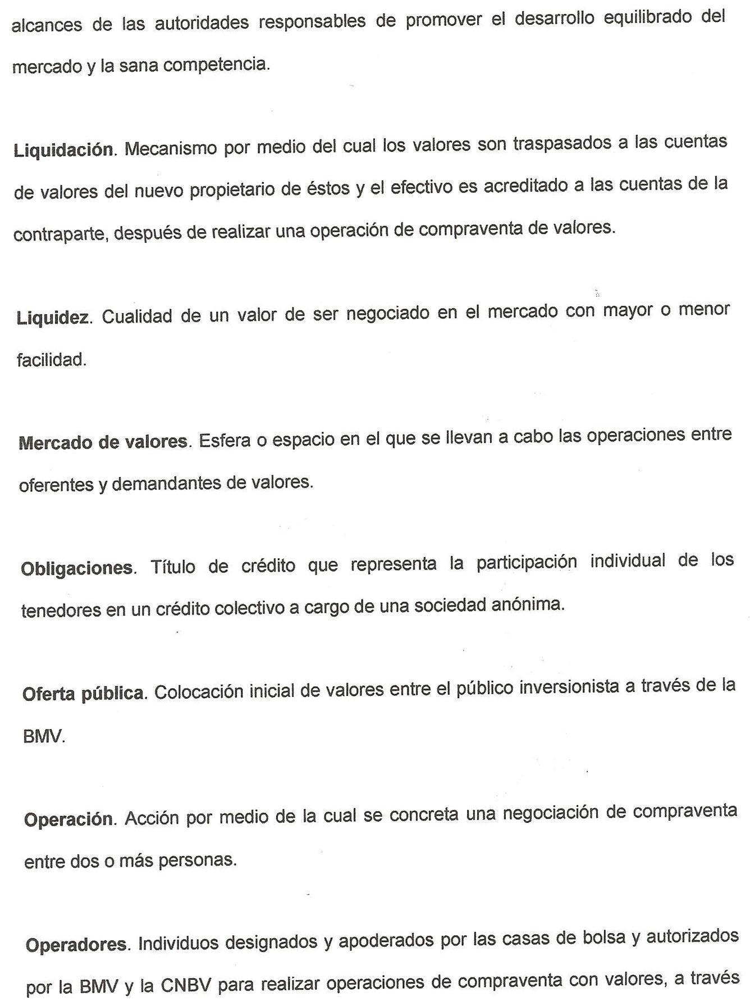 alcances de las autoridades responsables de promover el desarrollo equilibrado del
mercado y la sana competencia.
Liquidación. Mecanismo por medio del cual los valores son traspasados a las cuentas
de valores del nuevo propietario de éstos y el efectivo es acreditado a las cuentas de la
contraparte, después de realizar una operación de compraventa de valores.
Liquidez. Cualidad de un valor de ser negociado en el mercado con mayor o menor
facilidad.
Mercado de valores. Esfera o espacio en el que se llevan a cabo las operaciones entre
oferentes y demandantes de valores.
Obligaciones. Título de crédito que representa la participación individual de los
tenedores en un crédito colectivo a cargo de una sociedad anónima.
Oferta pública. Colocación inicial de valores entre el público inversionista a través de la
BMV.
Operación. Acción por medio de la cual se concreta una negociación de compraventa
entre dos o más personas.
Operadores. Individuos designados y apoderados por las casas de bolsa y autorizados
por la BMV y la CNBV para realizar operaciones de compraventa con valores, a través